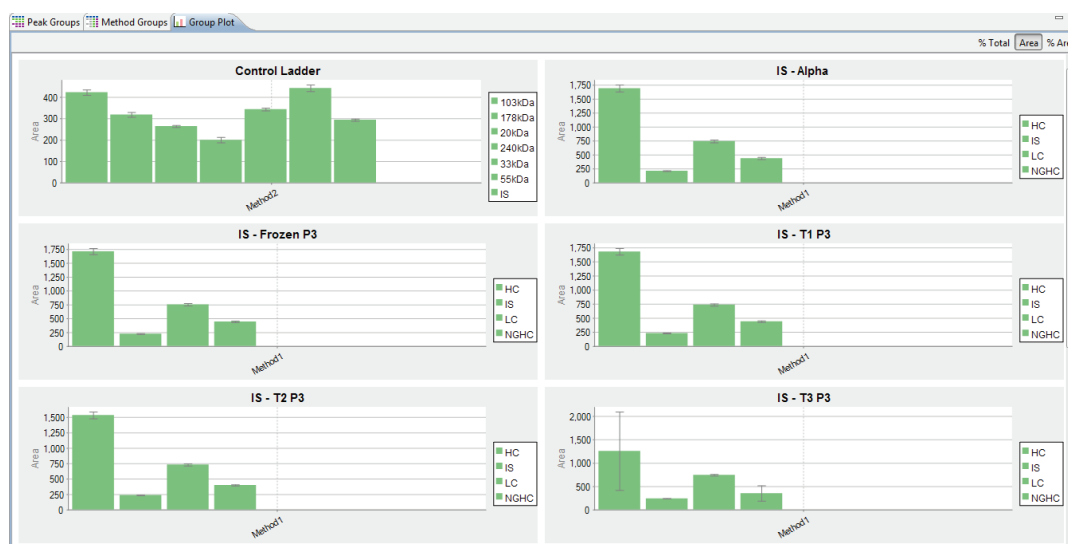 Peak Groups Method Groups Group Plot
% Total Area % Are
Control Ladder
Area
400
300
200
100
0
Method2
103kDa
178kDa
20kDa
240kDa
33kDa
55kDa
IS
IS - Alpha
Area
1,750
1,500
1,250
1,000
750
500
250
0
Method1
HC
IS
LC
NGHC
IS - Frozen P3
Area
1,750
1,500
1,250
1,250
1,000
750
500
250
0
Method1
HC
IS
LC
NGHC
IS - T1 P3
Area
1,750
1,500
1,250
1,000
750
500
250
0
Method1
HC
IS
LC
NGHC
IS - T2 P3
Area
1,500
1,250
1,000
750
500
250
0
Method1
HC
IS
LC
NGHC
IS - T3 P3
Area
2,000
1,500
1,000
500
0
Method1
HC
IS
LC
NGHC